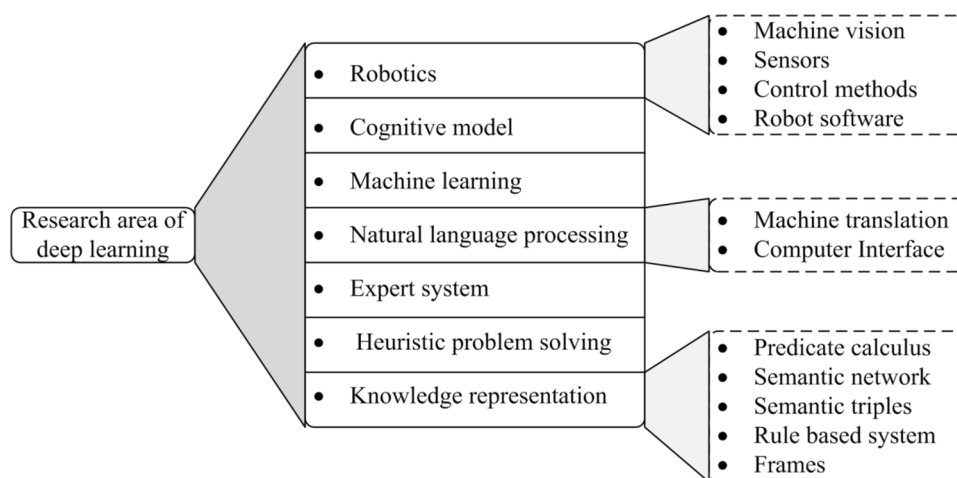 Research area of
deep learning
• Robotics
• Cognitive model
• Machine learning
• Natural language processing
• Expert system
• Heuristic problem solving
• Knowledge representation
• Machine vision
• Sensors
• Control methods
• Robot software
• Machine translation
• Computer Interface
• Predicate calculus
• Semantic network
• Semantic triples
• Rule based system
• Frames